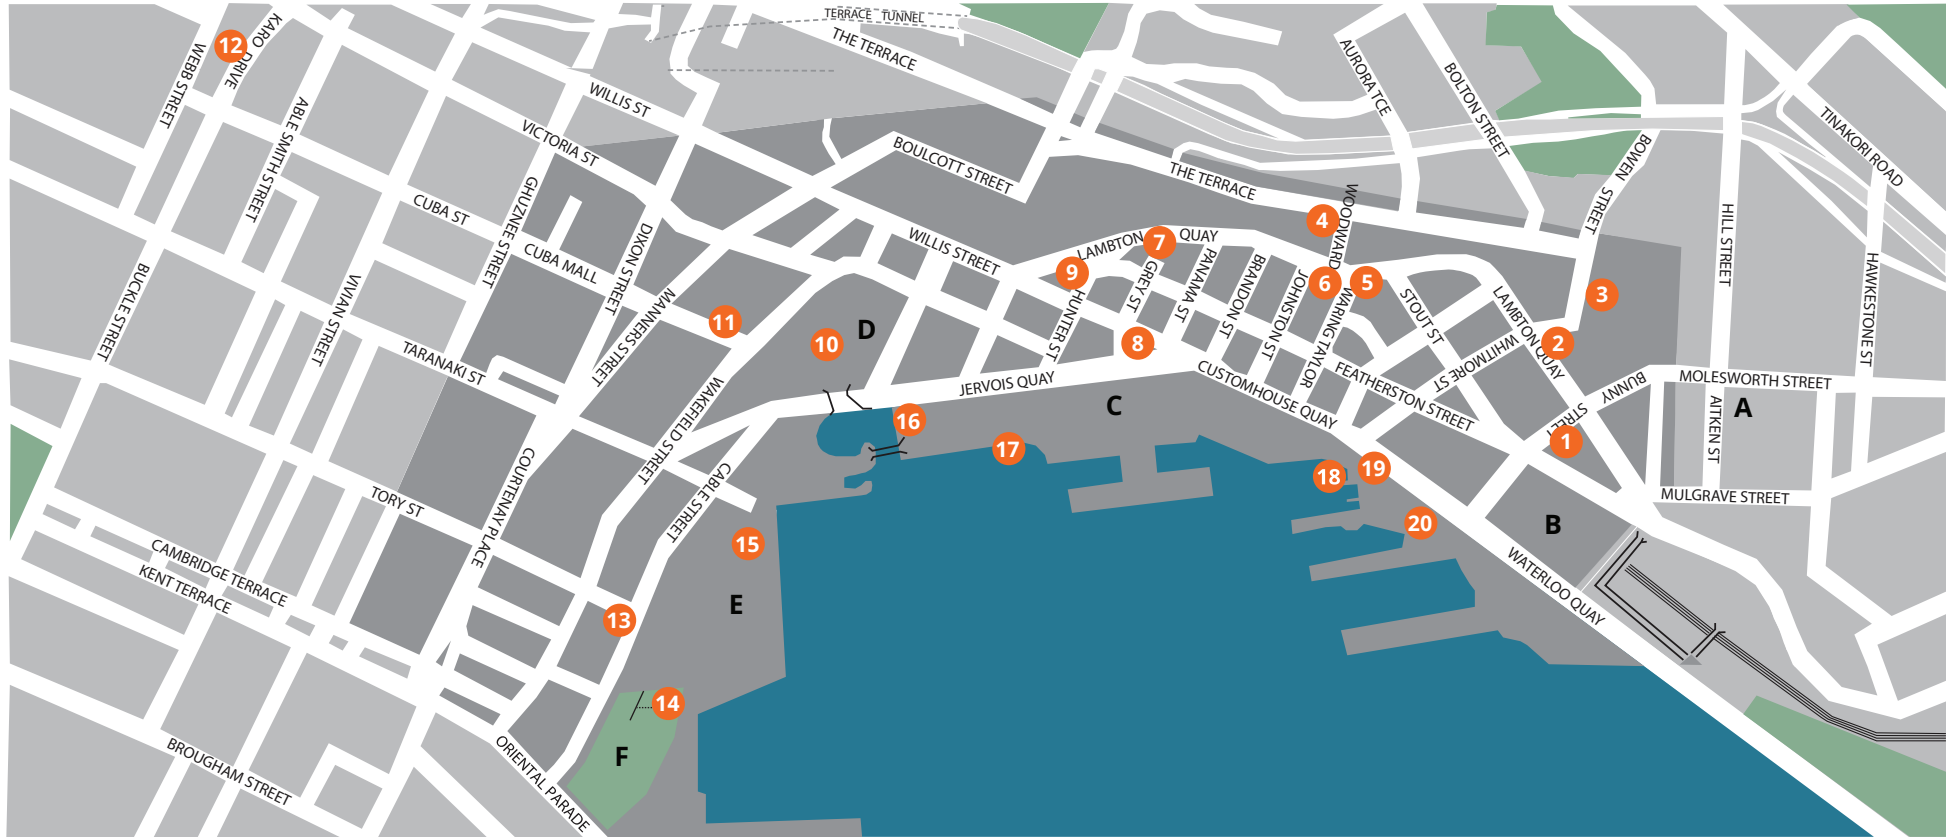 TERRACE TUNNEL
THE TERRACE
KARO DRIVE
12
WEBB STREET
ABLE SMITH STREET
WILLIS ST
VICTORIA ST
BOULCOTT STREET
AURORA TCE
BOLTON STREET
TINAKORI ROAD
BOWEN STREET
THE TERRACE
WOODWARD
4
HILL STREET
HAWKESTONE ST
CUBA ST
GHUZNEE STREET
CUBA MALL
DIXON STREET
WILLIS STREET
LAMBTON QUAY
7
9
GREY ST
PANAMA ST
BRANDON ST
JOHNSTON ST
6
5
WARING TAYLOR
STOUT ST
LAMBTON QUAY
3
2
BUCKLE STREET
VIVIAN STREET
MANNERS STREET
11
10
D
HUNTER ST
8
WHITMORE ST
FEATHERSTON STREET
CUSTOMHOUSE QUAY
JERVOIS QUAY
TARANAKI ST
WAKEFIELD STREET
C
16
17
BUNNY STREET
1
MOLESWORTH STREET
A
AITKEN ST
MULGRAVE STREET
18
19
20
B
WATERLOO QUAY
CABLE STREET
COURTENAY PLACE
TORY ST
15
E
CAMBRIDGE TERRACE
KENT TERRACE
13
14
F
BROUGHAM STREET
ORIENTAL PARADE